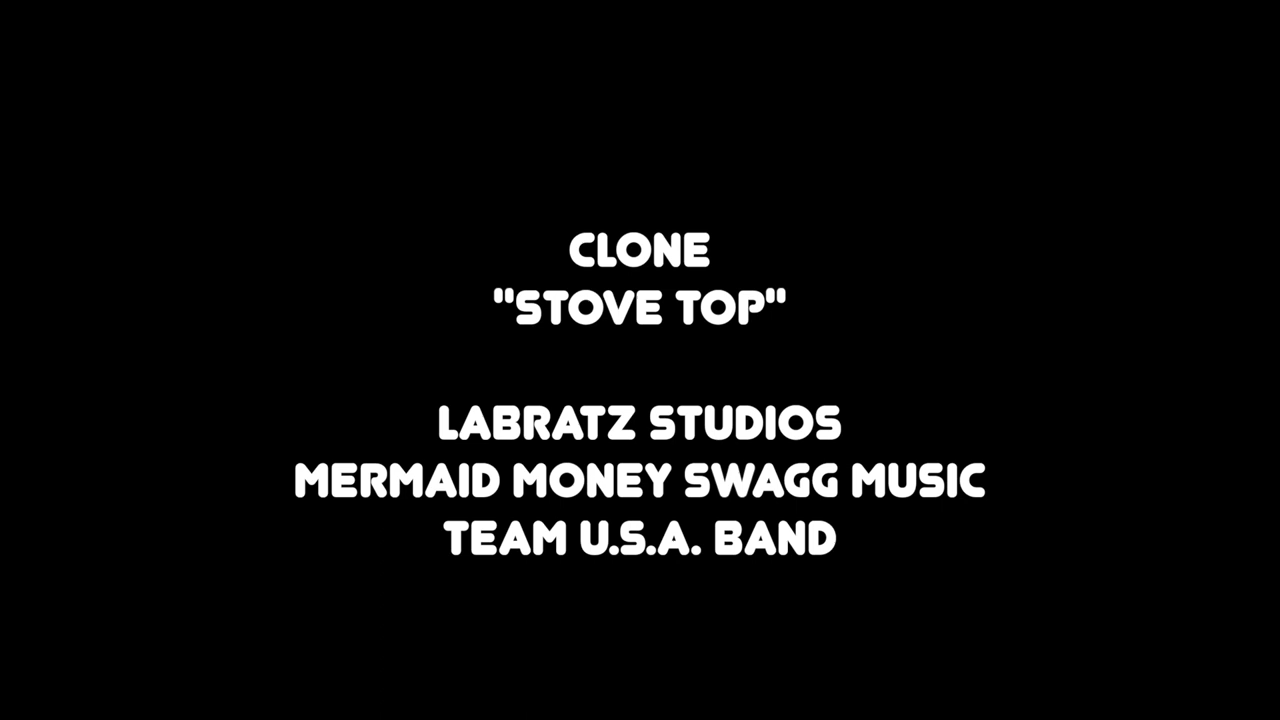 CLONE
"STOVE TOP"
LABRATZ STUDIOS
MERMAID MONEY SWAGG MUSIC
TEAM U.S.A. BAND